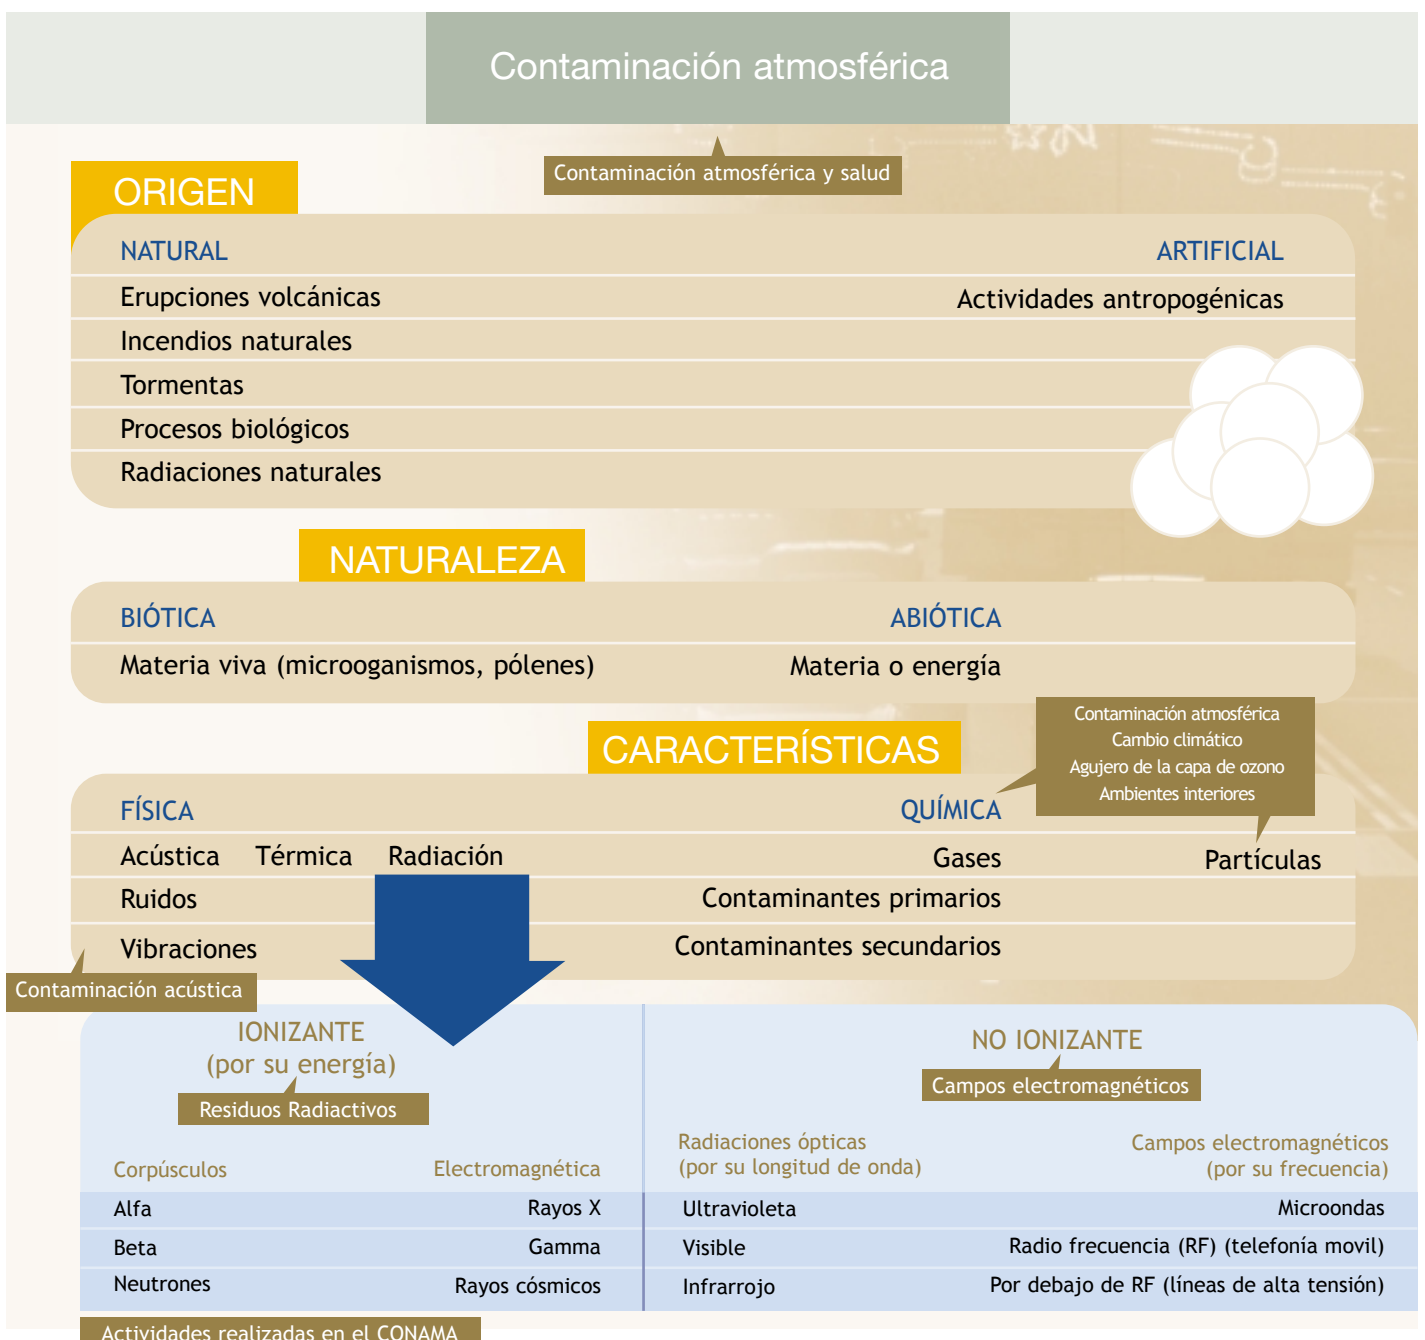 Contaminación atmosférica
Contaminación atmosférica y salud
ORIGEN
NATURAL
ARTIFICIAL
Erupciones volcánicas
Actividades antropogénicas
Incendios naturales
Tormentas
Procesos biológicos
Radiaciones naturales
NATURALEZA
BIÓTICA
ABIÓTICA
Materia viva (microoganismos, pólenes)
Materia o energía
CARACTERÍSTICAS
Contaminación atmosférica
Cambio climático
Agujero de la capa de ozono
Ambientes interiores
FÍSICA
QUÍMICA
Acústica Térmica Radiación
Gases
Partículas
Ruidos
Contaminantes primarios
Vibraciones
Contaminantes secundarios
Contaminación acústica
IONIZANTE
(por su energía)
Residuos Radiactivos
NO IONIZANTE
Campos electromagnéticos
Corpúsculos
Electromagnética
Radiaciones ópticas
(por su longitud de onda)
Campos electromagnéticos
(por su frecuencia)
Alfa
Rayos X
Ultravioleta
Microondas
Beta
Gamma
Visible
Radio frecuencia (RF) (telefonía movil)
Neutrones
Rayos cósmicos
Infrarrojo
Por debajo de RF (líneas de alta tensión)
Actividades realizadas en el CONAMA